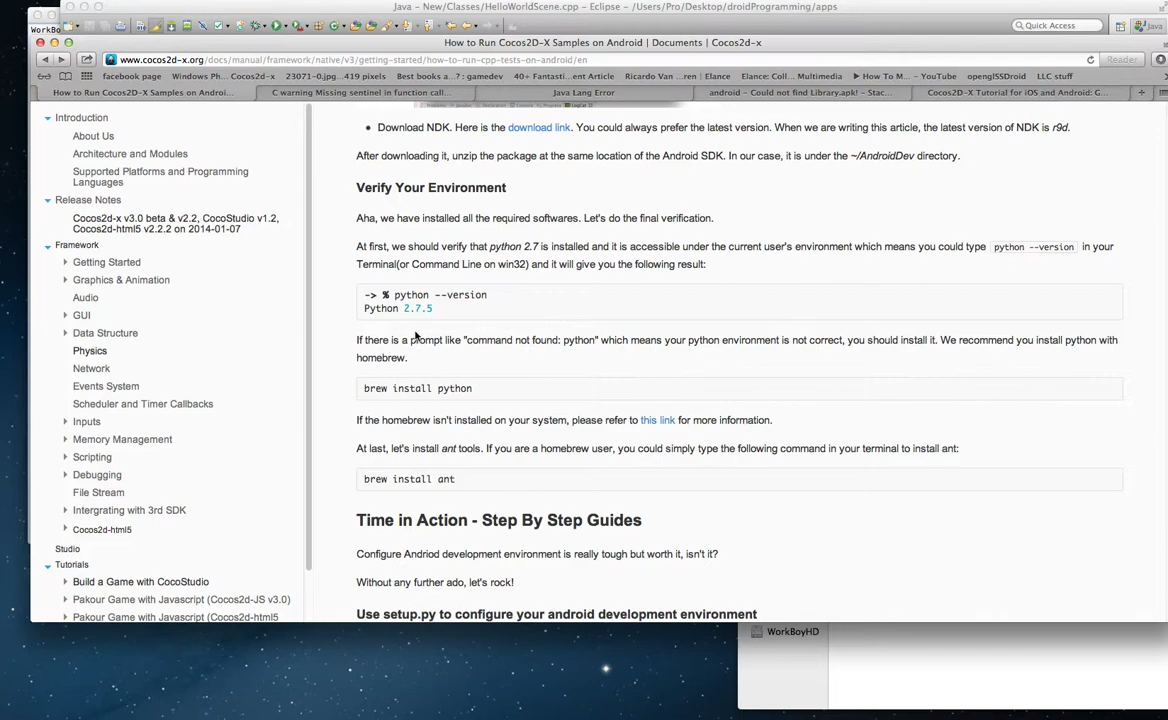 Java - New/Classes/HelloWorldScene.cpp - Eclipse - /Users/Pro/Desktop/droidProgramming/apps
WorkBo
Quick Access
Java
How to Run Cocos2D-X Samples on Android | Documents | Cocos2d-x
www.cocos2d-x.org/docs/manual/framework/native/v3/getting-started/how-to-run-cpp-tests-on-android/en
Reader
facebook page
Windows Ph...Cocos2d-x
23071-0.jpg...419 pixels
Best books a...? : gamedev
40+ Fantasti...ent Article
Ricardo Van ...ren | Elance
Elance: Coll... Multimedia
▶ How To M... - YouTube
openglSSDroid
LLC stuff
How to Run Cocos2D-X Samples on Androi...
C warning Missing sentinel in function call...
Java Lang Error
android - Could not find Library.apk! - Stac...
Cocos2D-X Tutorial for iOS and Android: G...
Introduction
About Us
Architecture and Modules
Supported Platforms and Programming
Languages
Release Notes
Cocos2d-x v3.0 beta & v2.2, CocoStudio v1.2,
Cocos2d-html5 v2.2.2 on 2014-01-07
Framework
Getting Started
Graphics & Animation
Audio
GUI
Data Structure
Physics
Network
Events System
Scheduler and Timer Callbacks
Inputs
Memory Management
Scripting
Debugging
File Stream
Intergrating with 3rd SDK
Cocos2d-html5
Studio
Tutorials
Build a Game with CocoStudio
Pakour Game with Javascript (Cocos2d-JS v3.0)
Pakour Game with Javascript (Cocos2d-html5
• Download NDK. Here is the download link. You could always prefer the latest version. When we are writing this article, the latest version of NDK is r9d.
After downloading it, unzip the package at the same location of the Android SDK. In our case, it is under the ~/AndroidDev directory.
Verify Your Environment
Aha, we have installed all the required softwares. Let's do the final verification.
At first, we should verify that python 2.7 is installed and it is accessible under the current user's environment which means you could type python --version in your
Terminal(or Command Line on win32) and it will give you the following result:
-> % python --version
Python 2.7.5
If there is a prompt like "command not found: python" which means your python environment is not correct, you should install it. We recommend you install python with
homebrew.
brew install python
If the homebrew isn't installed on your system, please refer to this link for more information.
At last, let's install ant tools. If you are a homebrew user, you could simply type the following command in your terminal to install ant:
brew install ant
Time in Action - Step By Step Guides
Configure Andriod development environment is really tough but worth it, isn't it?
Without any further ado, let's rock!
Use setup.py to configure your android development environment
WorkBoyHD